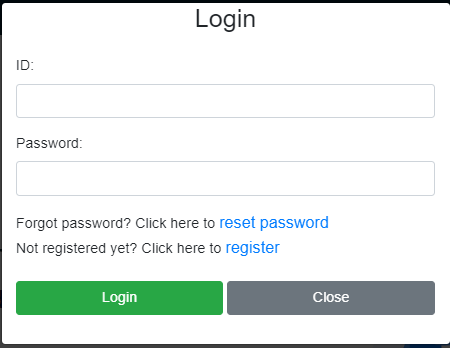 Login
ID:
Password:
Forgot password? Click here to reset password
Not registered yet? Click here to register
Login Close